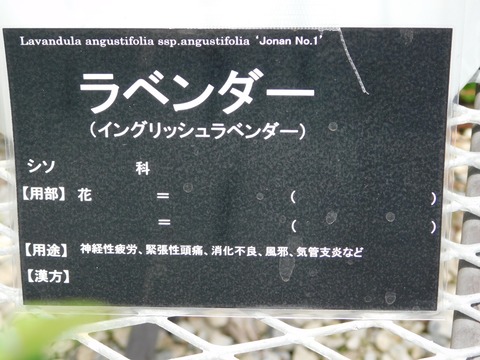 Lavandula angustifolia ssp.angustifolia 'Jonan No.1'
ラベンダー
(イングリッシュラベンダー)
シソ 科
【用部】 花 = ( )
= ( )
【用途】 神経性疲労、緊張性頭痛、消化不良、風邪、気管支炎など
【漢方】